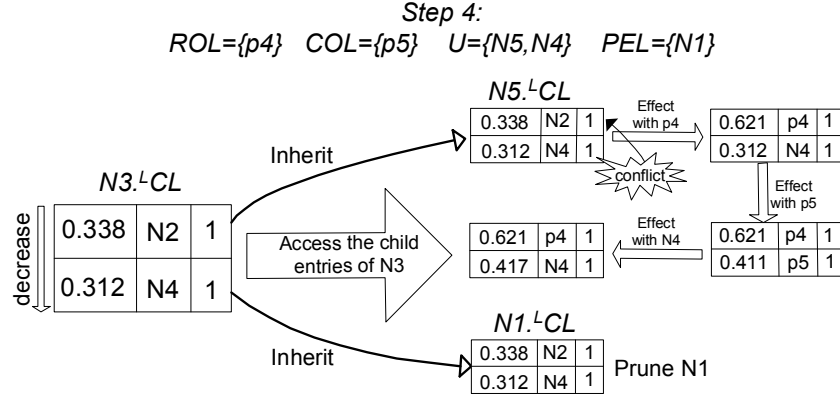 Step 4:
ROL={p4} COL={p5} U={N5,N4} PEL={N1}
N5.ᴸCL
0.338 N2 1
0.312 N4 1
Effect
with p4
0.621 p4 1
0.312 N4 1
conflict
Inherit
N3.ᴸCL
decrease
0.338 N2 1
0.312 N4 1
Access the child
entries of N3
Effect
with p5
0.621 p4 1
0.417 N4 1
Effect
with N4
0.621 p4 1
0.411 p5 1
Inherit
N1.ᴸCL
0.338 N2 1
0.312 N4 1
Prune N1